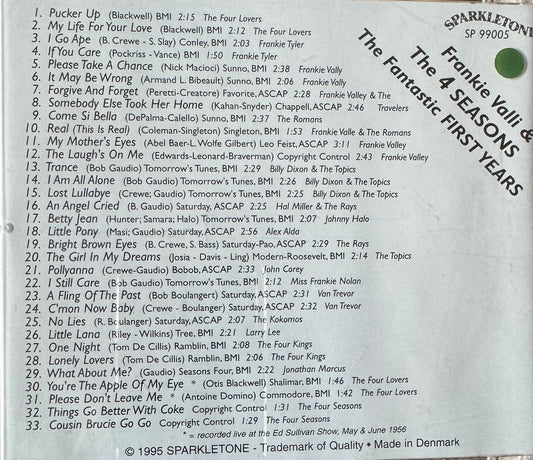 1. Pucker Up (Blackwell) BMI 2:15 The Four Lovers
2. My Life For Your Love (Blackwell) BMI 2:12 The Four Lovers
3. I Go Ape (B. Crewe - S. Slay) Conley, BMI 2:03 Frankie Tyler
4. If You Care (Pockriss - Vance) BMI 1:50 Frankie Tyler
5. Please Take A Chance (Nick Macioci) Sunno, BMI 2:38 Frankie Vally
6. It May Be Wrong (Armand L. Bibeault) Sunno, BMI 2:06 Frankie Vally
7. Forgive And Forget (Peretti-Creatore) Favorite, ASCAP 2:28 Frankie Valley & The
8. Somebody Else Took Her Home (Kahan-Snyder) Chappell, ASCAP 2:46 Travelers
9. Come Si Bella (DePalma-Calello) Sunno, BMI 2:37 The Romans
10. Real (This Is Real) (Coleman-Singleton) Singleton, BMI 1:53 Frankie Valle & The Romans
11. My Mother's Eyes (Abel Baer-L.Wolfe Gilbert) Leo Feist, ASCAP 3:11 Frankie Valley
12. The Laugh's On Me (Edwards-Leonard-Braverman) Copyright Control 2:43 Frankie Valley
13. Trance (Bob Gaudio) Tomorrow's Tunes, BMI 2:29 Billy Dixon & The Topics
14. I Am All Alone (Bob Gaudio) Tomorrow's Tunes, BMI 2:26 Billy Dixon & The Topics
15. Lost Lullabye (Crewe; Gaudio) Tomorrow's Tunes, BMI 2:25 Billy Dixon & The Topics
16. An Angel Cried (B. Gaudio) Saturday, ASCAP 2:25 Hal Miller & The Rays
17. Betty Jean (Hunter; Samara; Halo) Tomorrow's Tunes, BMI 2:07 Johnny Halo
18. Little Pony (Masi; Gaudio) Saturday, ASCAP 2:56 Alex Alda
19. Bright Brown Eyes (B. Crewe, S. Bass) Saturday-Pao, ASCAP 2:29 The Rays
20. The Girl In My Dreams (Josia - Davis - Ling) Modern-Roosevelt, BMI 2:14 The Topics
21. Pollyanna (Crewe-Gaudio) Bobob, ASCAP 2:33 John Corey
22. I Still Care (Bob Gaudio) Tomorrow's Tunes, BMI 2:12 Miss Frankie Nolan
23. A Fling Of The Past (Bob Boulangert) Saturday, ASCAP 2:31 Van Trevor
24. C'mon Now Baby (Crewe - Boulanger) Saturday, ASCAP 2:32 Van Trevor
25. No Lies (R. Boulanger) Saturday, ASCAP 2:07 The Kokomos
26. Little Lana (Riley - Wilkins) Tree, BMI 2:21 Larry Lee
27. One Night (Tom De Cillis) Ramblin, BMI 2:08 The Four Kings
28. Lonely Lovers (Tom De Cillis) Ramblin, BMI 2:06 The Four Kings
29. What About Me? (Gaudio) Seasons Four, BMI 2:22 Jonathan Marcus
30. You're The Apple Of My Eye * (Otis Blackwell) Shalimar, BMI 1:46 The Four Lovers
31. Please Don't Leave Me * (Antoine Domino) Commodore, BMI 1:42 The Four Lovers
32. Things Go Better With Coke Copyright Control 1:31 The Four Seasons
33. Cousin Brucie Go Go Copyright Control 1:29 The Four Seasons
* = recorded live at the Ed Sullivan Show, May & June 1956
© 1995 SPARKLETONE - Trademark of Quality • Made in Denmark
SPARKLETONE
SP 99005
Frankie Valli &
The 4 SEASONS
The Fantastic FIRST YEARS